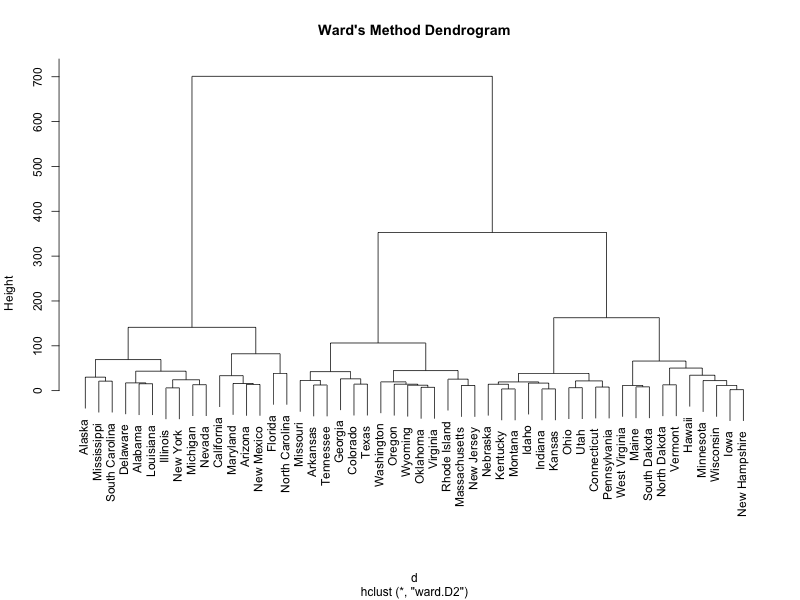 Ward's Method Dendrogram
Height
700
600
500
400
300
200
100
0
Alaska
Mississippi
South Carolina
Delaware
Alabama
Louisiana
Illinois
New York
Michigan
Nevada
California
Maryland
Arizona
New Mexico
Florida
North Carolina
Missouri
Arkansas
Tennessee
Georgia
Colorado
Texas
Washington
Oregon
Wyoming
Oklahoma
Virginia
Rhode Island
Massachusetts
New Jersey
Nebraska
Kentucky
Montana
Idaho
Indiana
Kansas
Ohio
Utah
Connecticut
Pennsylvania
West Virginia
Maine
South Dakota
North Dakota
Vermont
Hawaii
Minnesota
Wisconsin
Iowa
New Hampshire
d
hclust (*, "ward.D2")